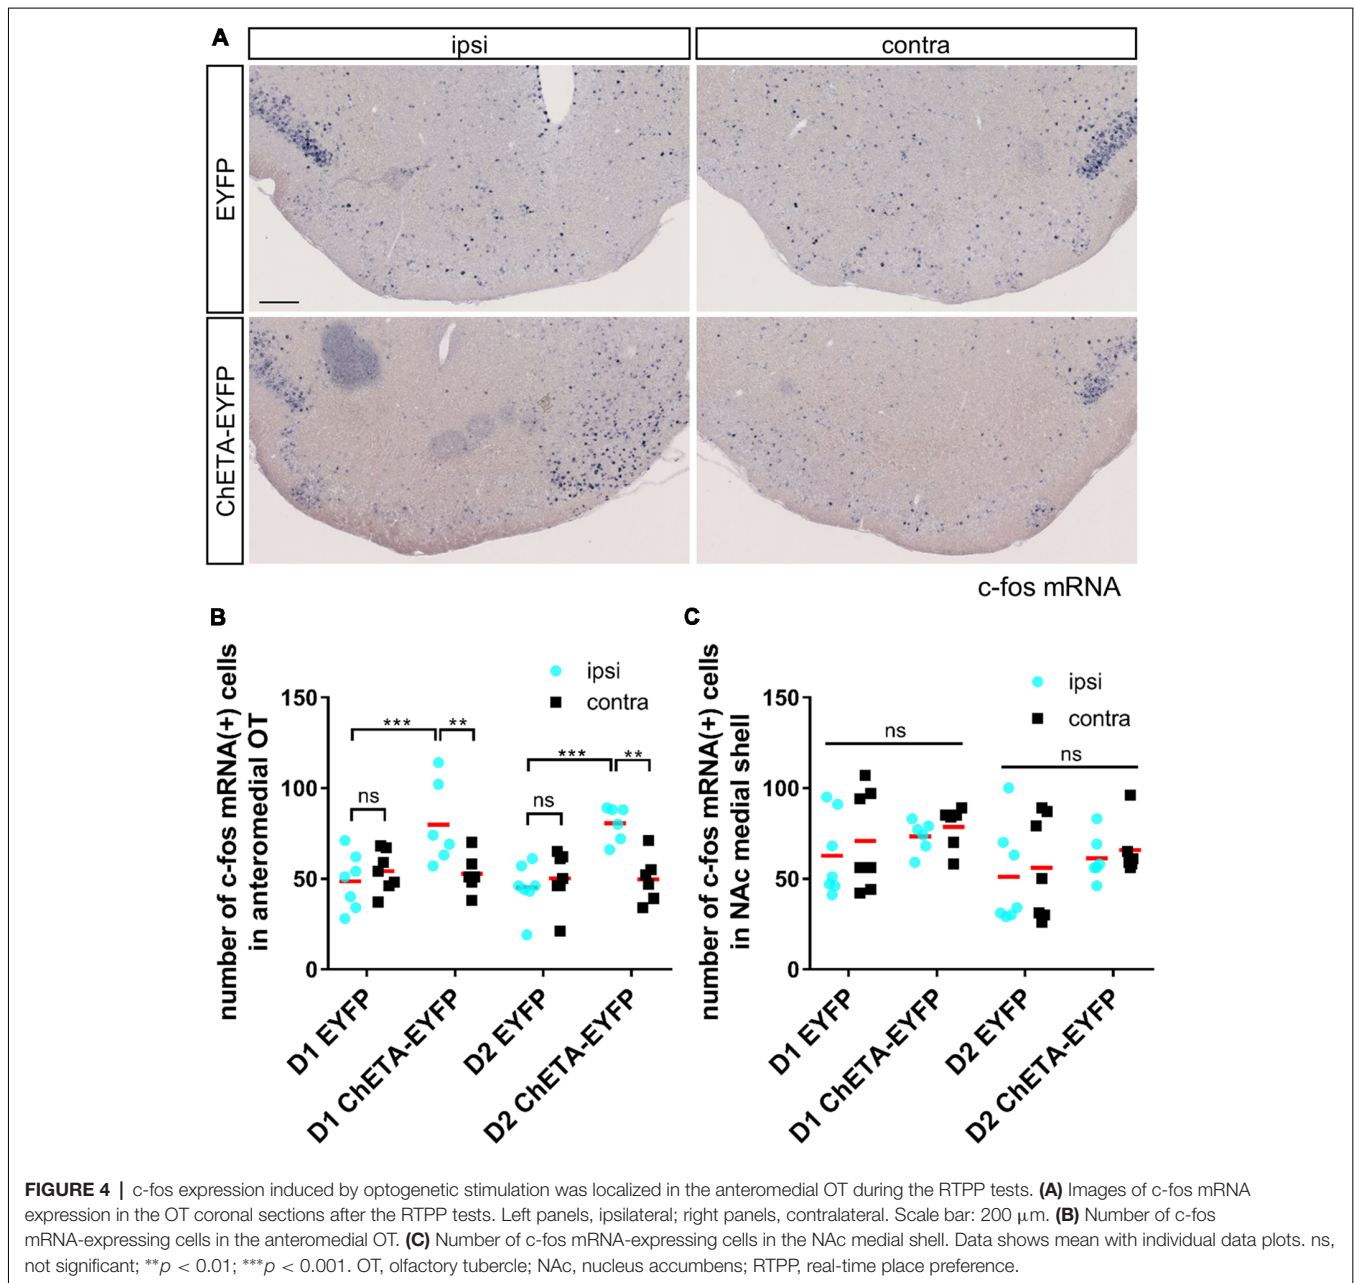 A
ipsi
contra
EYFP
ChETA-EYFP
c-fos mRNA
B
number of c-fos mRNA(+) cells
in anteromedial OT
ipsi
contra
150
100
50
0
***
**
ns
***
**
ns
D1 EYFP
D1 ChETA-EYFP
D2 EYFP
D2 ChETA-EYFP
C
number of c-fos mRNA(+) cells
in NAc medial shell
ipsi
contra
150
100
50
0
ns
ns
D1 EYFP
D1 ChETA-EYFP
D2 EYFP
D2 ChETA-EYFP
FIGURE 4 | c-fos expression induced by optogenetic stimulation was localized in the anteromedial OT during the RTPP tests. (A) Images of c-fos mRNA
expression in the OT coronal sections after the RTPP tests. Left panels, ipsilateral; right panels, contralateral. Scale bar: 200 μm. (B) Number of c-fos
mRNA-expressing cells in the anteromedial OT. (C) Number of c-fos mRNA-expressing cells in the NAc medial shell. Data shows mean with individual data plots. ns,
not significant; **p < 0.01; ***p < 0.001. OT, olfactory tubercle; NAc, nucleus accumbens; RTPP, real-time place preference.